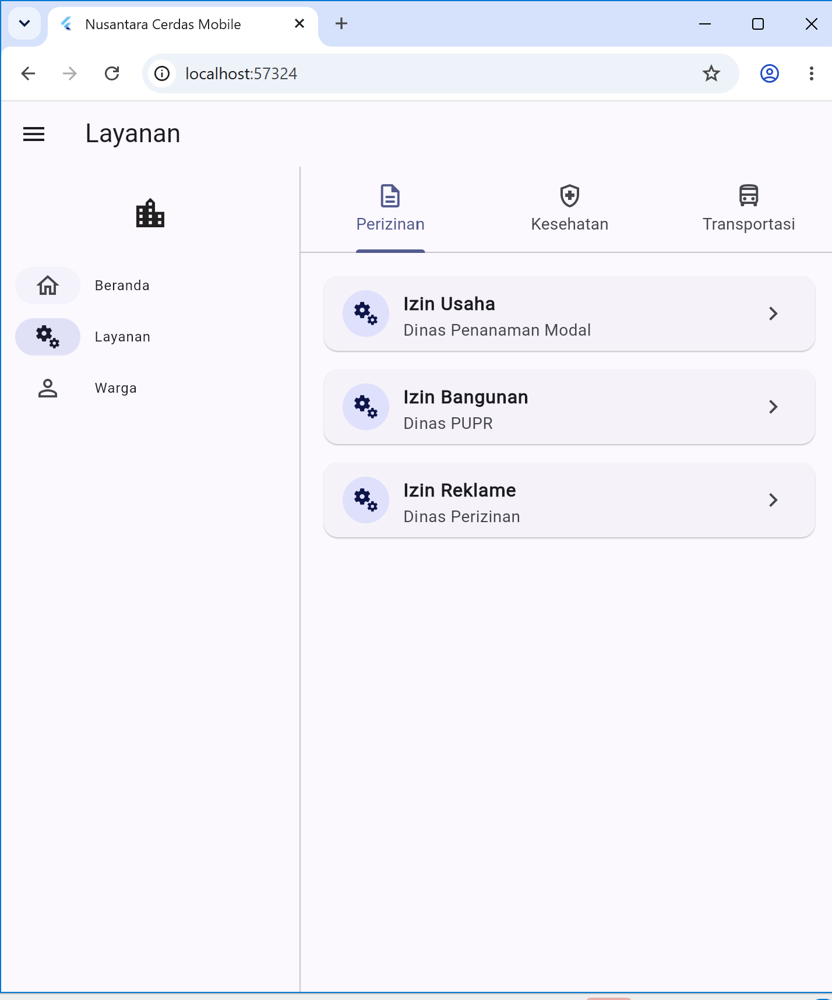 Nusantara Cerdas Mobile
localhost:57324
Layanan
Beranda
Layanan
Warga
Perizinan
Kesehatan
Transportasi
Izin Usaha
Dinas Penanaman Modal
Izin Bangunan
Dinas PUPR
Izin Reklame
Dinas Perizinan